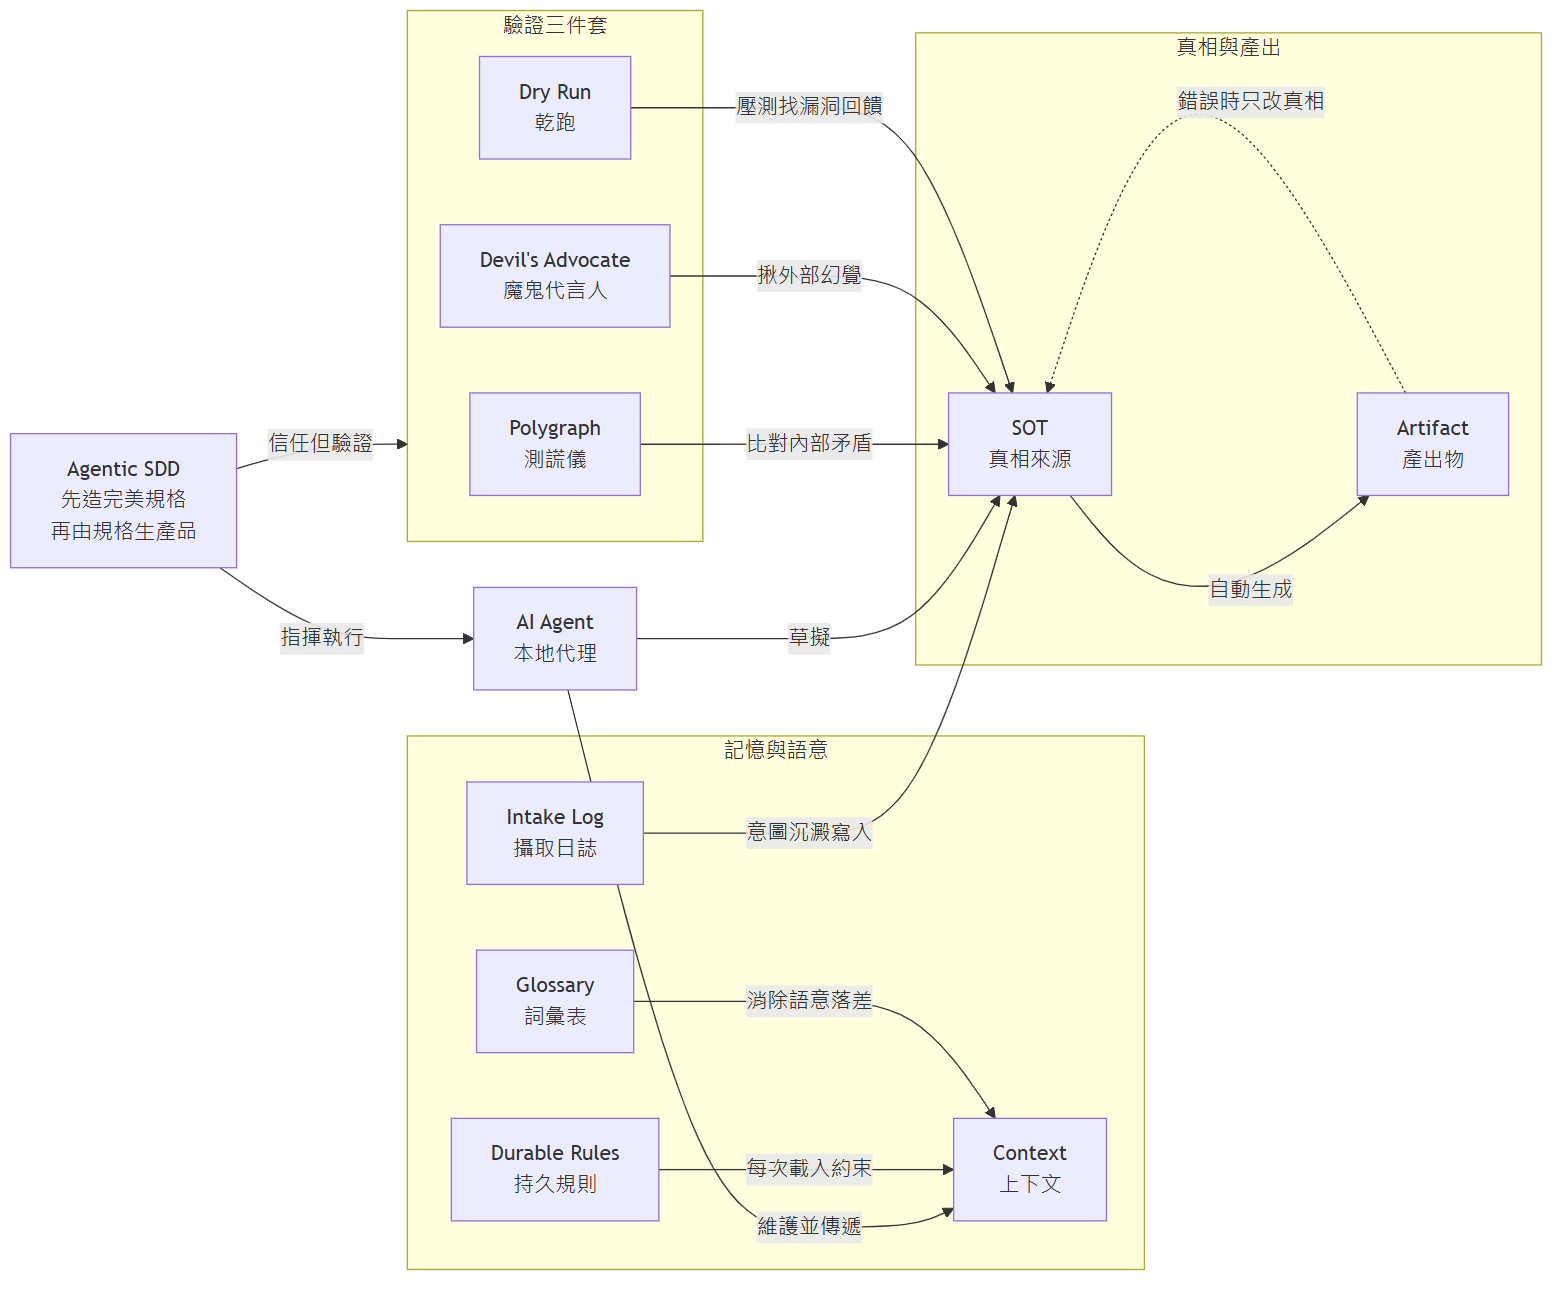 驗證三件套
Dry Run
乾跑
Devil's Advocate
魔鬼代言人
Polygraph
測謊儀
壓測找漏洞回饋
揪外部幻覺
比對內部矛盾
真相與產出
錯誤時只改真相
SOT
真相來源
Artifact
產出物
自動生成
Agentic SDD
先造完美規格
再由規格生產品
信任但驗證
指揮執行
AI Agent
本地代理
草擬
記憶與語意
Intake Log
攝取日誌
意圖沉澱寫入
Glossary
詞彙表
消除語意落差
Durable Rules
持久規則
每次載入約束
維護並傳遞
Context
上下文